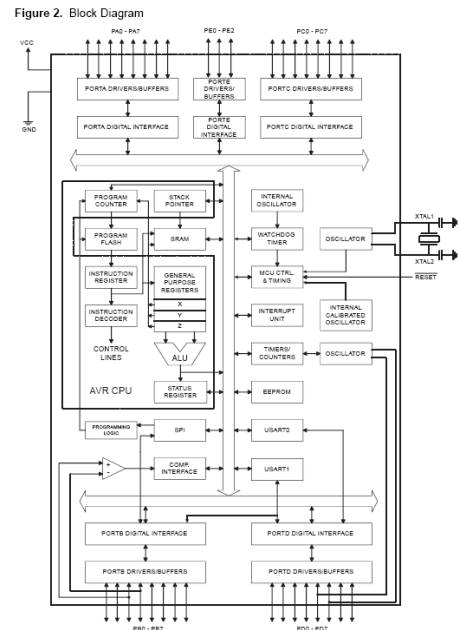 Figure 2. Block Diagram
PA0 - PA7
PE0 - PE2
PC0 - PC7
VCC
GND
PORTA DRIVERS/BUFFERS
PORTE
DRIVERS/
BUFFERS
PORTC DRIVERS/BUFFERS
PORTA DIGITAL INTERFACE
PORTE
DIGITAL
INTERFACE
PORTC DIGITAL INTERFACE
PROGRAM
COUNTER
STACK
POINTER
INTERNAL
OSCILLATOR
XTAL1
PROGRAM
FLASH
SRAM
WATCHDOG
TIMER
OSCILLATOR
XTAL2
INSTRUCTION
REGISTER
GENERAL
PURPOSE
REGISTERS
MCU CTRL.
& TIMING
RESET
X
Y
Z
INSTRUCTION
DECODER
INTERRUPT
UNIT
INTERNAL
CALIBRATED
OSCILLATOR
CONTROL
LINES
ALU
TIMERS/
COUNTERS
OSCILLATOR
AVR CPU
STATUS
REGISTER
EEPROM
PROGRAMMING
LOGIC
SPI
USART0
+
-
COMP.
INTERFACE
USART1
PORTB DIGITAL INTERFACE
PORTD DIGITAL INTERFACE
PORTB DRIVERS/BUFFERS
PORTD DRIVERS/BUFFERS
PB0 - PB7
PD0 - PD7